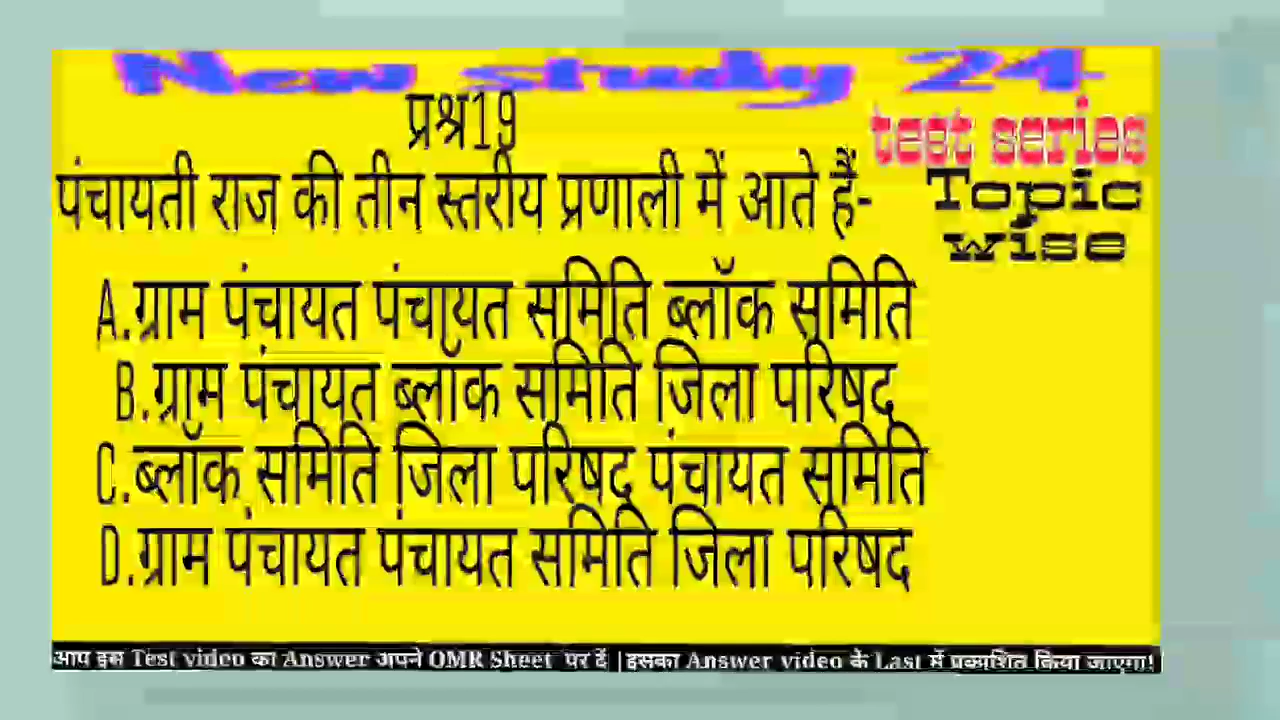 New study 24
प्रश्न19
test series
पंचायती राज की तीन स्तरीय प्रणाली में आते हैं-
Topic
wise
A.ग्राम पंचायत पंचायत समिति ब्लॉक समिति
B.ग्राम पंचायत ब्लॉक समिति जिला परिषद
C.ब्लॉक समिति जिला परिषद पंचायत समिति
D.ग्राम पंचायत पंचायत समिति जिला परिषद
आप इस Test video का Answer अपने OMR Sheet पर दें |इसका Answer video के Last में प्रकाशित किया जाएगा!